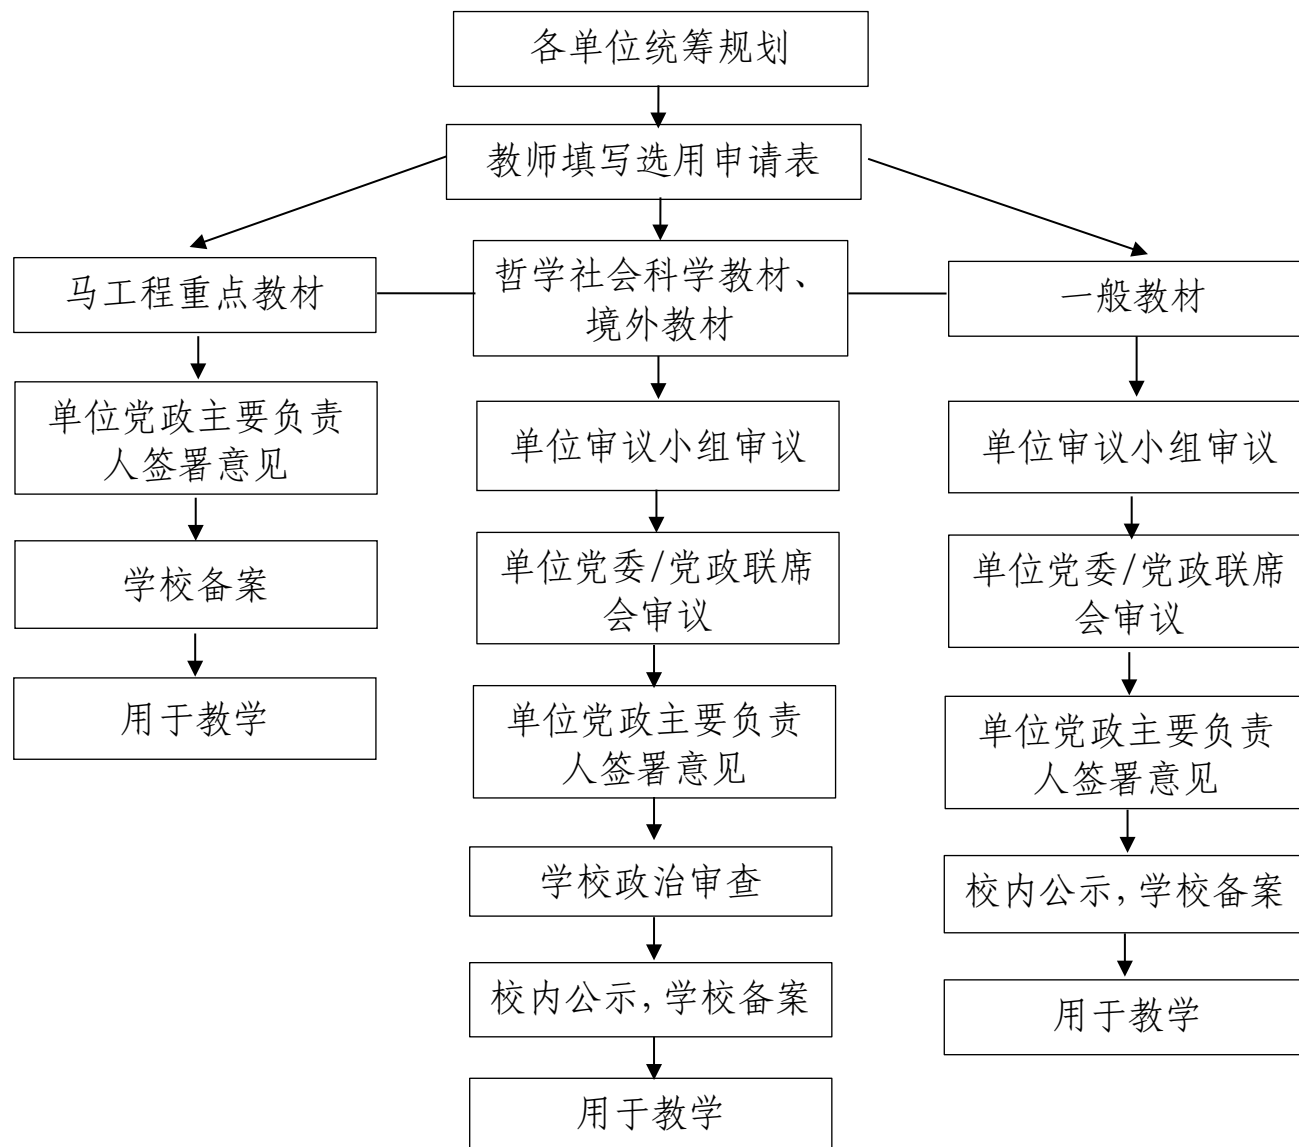 各单位统筹规划
教师填写选用申请表
马工程重点教材
哲学社会科学教材、
境外教材
一般教材
单位党政主要负责
人签署意见
学校备案
用于教学
单位审议小组审议
单位党委/党政联席
会审议
单位党政主要负责
人签署意见
学校政治审查
校内公示,学校备案
用于教学
单位审议小组审议
单位党委/党政联席
会审议
单位党政主要负责
人签署意见
校内公示,学校备案
用于教学